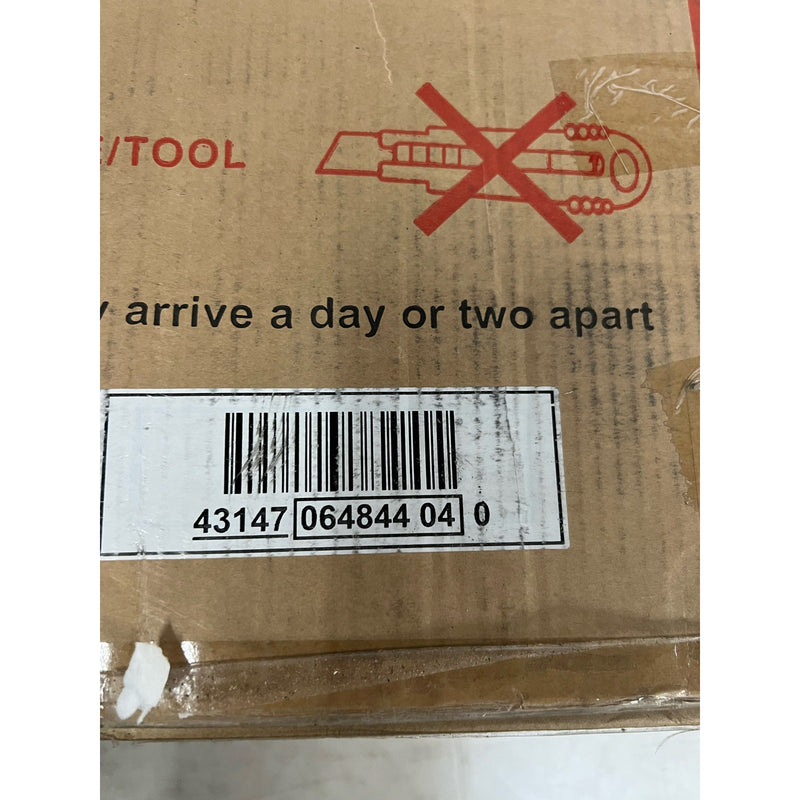 /TOOL
arrive a day or two apart
43147 064844 04 0